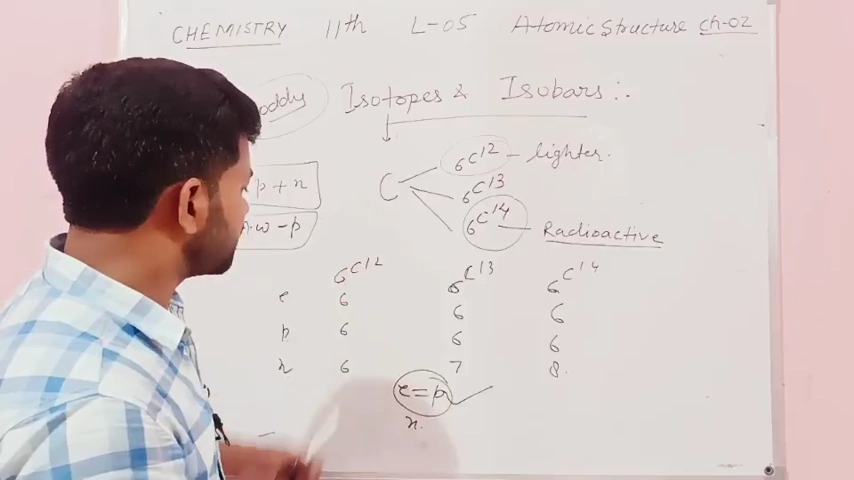 CHEMISTRY 11th L-05 Atomic Structure ch-02
Isotopes & Isobars :-
p + n
C 6C12 - lighter.
6C13
6C14 - Radioactive
w - p
6C12 6C13 6C14
e 6 6 6
p 6 6 6
n 6 7 8.
e = p
n.